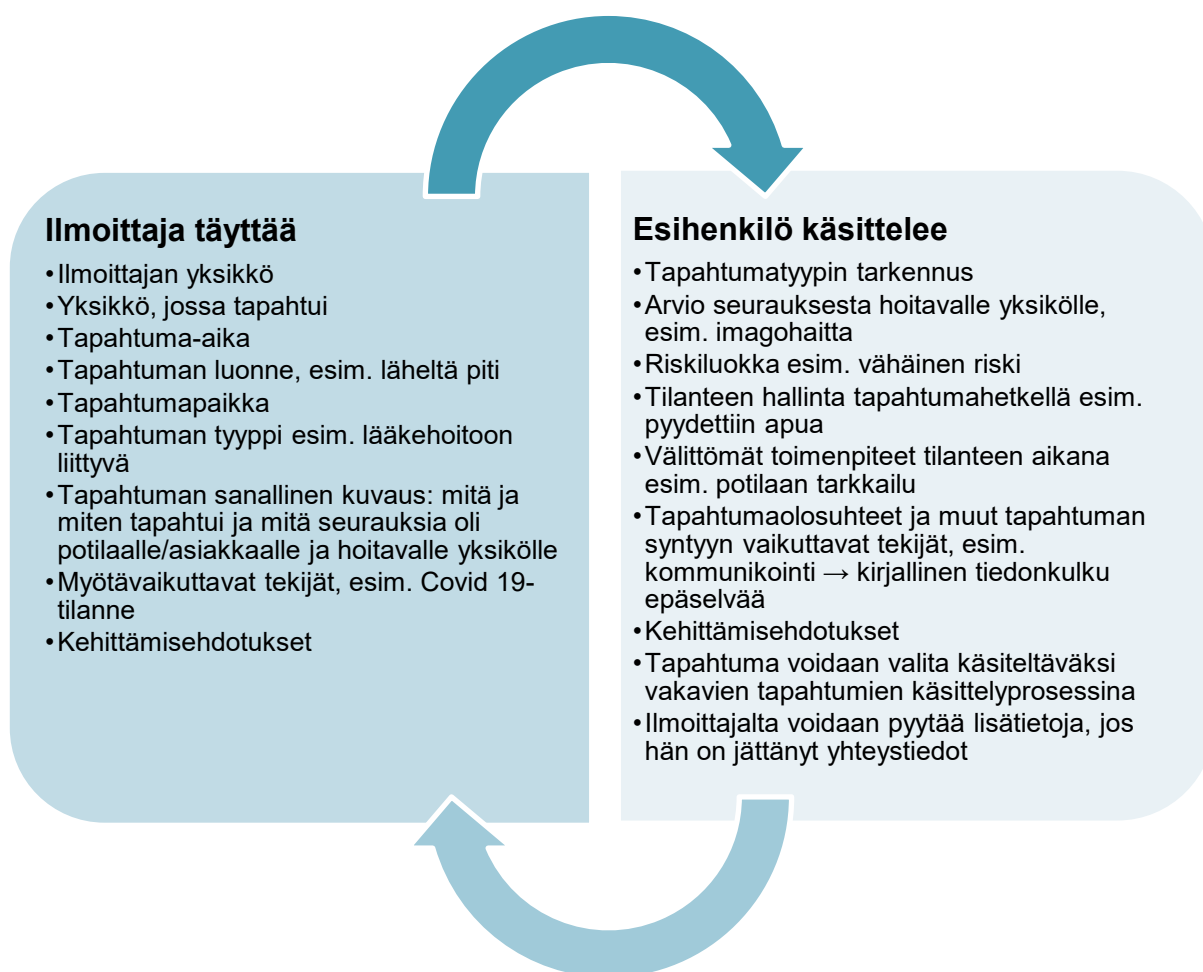 Ilmoittaja täyttää
•Ilmoittajan yksikkö
•Yksikkö, jossa tapahtui
•Tapahtuma-aika
•Tapahtuman luonne, esim. läheltä piti
•Tapahtumapaikka
•Tapahtuman tyyppi esim. lääkehoitoon
liittyvä
•Tapahtuman sanallinen kuvaus: mitä ja
miten tapahtui ja mitä seurauksia oli
potilaalle/asiakkaalle ja hoitavalle yksikölle
•Myötävaikuttavat tekijät, esim. Covid 19-
tilanne
•Kehittämisehdotukset
Esihenkilö käsittelee
•Tapahtumatyypin tarkennus
•Arvio seurauksesta hoitavalle yksikölle,
esim. imagohaitta
•Riskiluokka esim. vähäinen riski
•Tilanteen hallinta tapahtumahetkellä esim.
pyydettiin apua
•Välittömät toimenpiteet tilanteen aikana
esim. potilaan tarkkailu
•Tapahtumaolosuhteet ja muut tapahtuman
syntyyn vaikuttavat tekijät, esim.
kommunikointi → kirjallinen tiedonkulku
epäselvää
•Kehittämisehdotukset
•Tapahtuma voidaan valita käsiteltäväksi
vakavien tapahtumien käsittelyprosessina
•Ilmoittajalta voidaan pyytää lisätietoja, jos
hän on jättänyt yhteystiedot